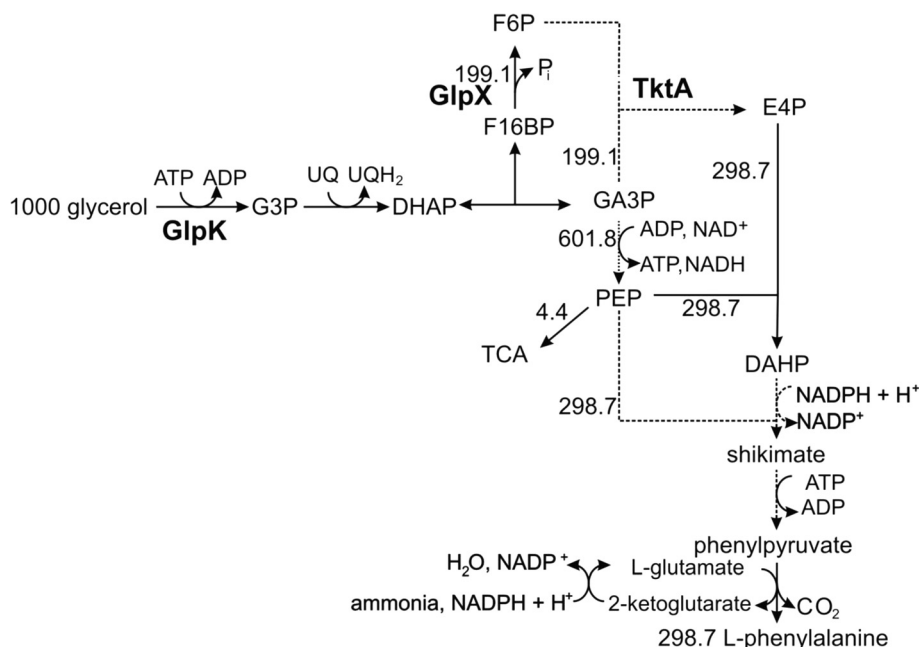 F6P
199.1
P i
GlpX
TktA
F16BP
E4P
199.1
298.7
ATP ADP
UQ UQH2
1000 glycerol
G3P
DHAP
GA3P
GlpK
601.8
ADP, NAD+
ATP,NADH
PEP
298.7
4.4
TCA
DAHP
298.7
NADPH + H+
NADP+
shikimate
ATP
ADP
phenylpyruvate
H2O, NADP +
L-glutamate
ammonia, NADPH + H+
2-ketoglutarate
CO2
298.7 L-phenylalanine